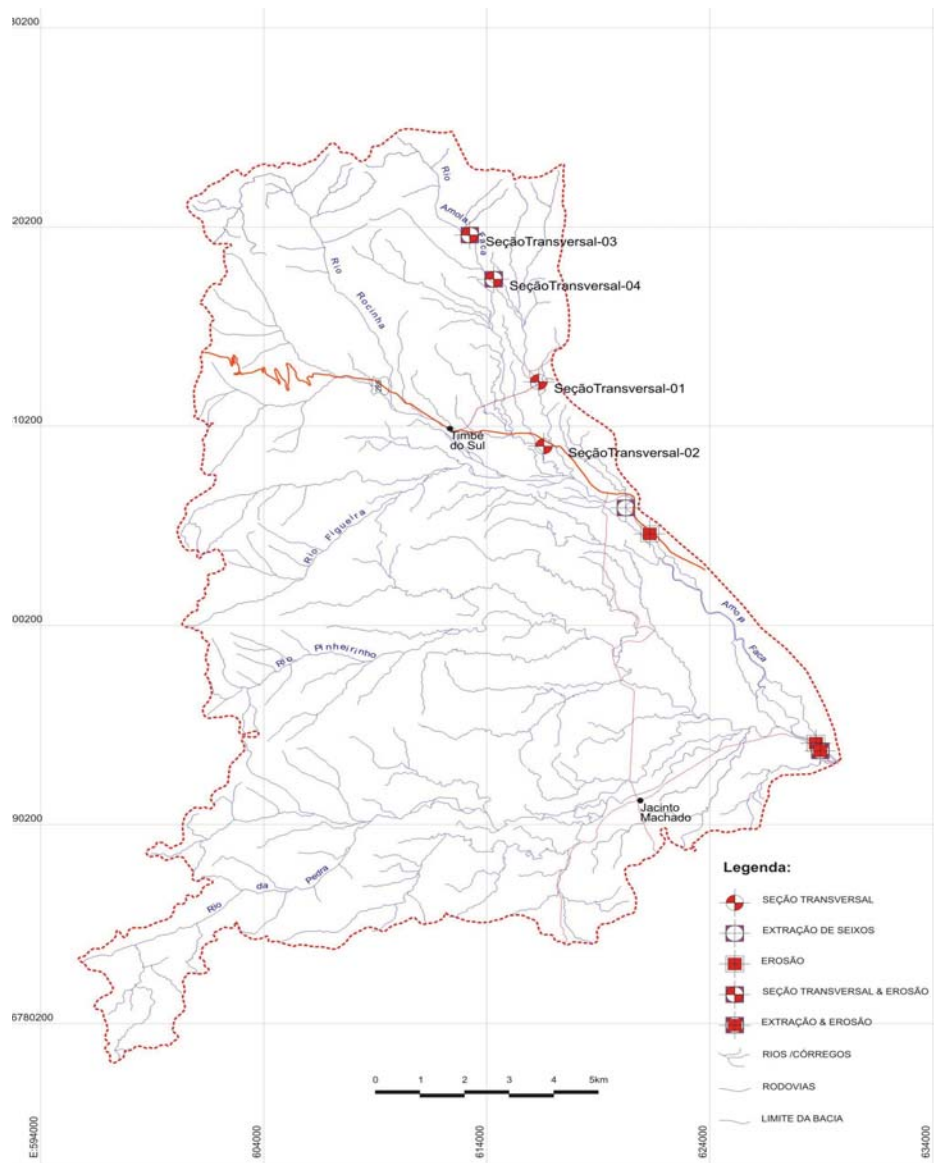 30200
20200
10200
00200
90200
6780200
E:594000
604000
614000
624000
634000
Rio
Amola
Faca
SeçãoTransversal-03
SeçãoTransversal-04
Rio
Rocinha
SeçãoTransversal-01
Timbé
do Sul
SeçãoTransversal-02
Rio Figueira
Amola
Faca
Rio Pinheirinho
Jacinto
Machado
Rio da Pedra
Legenda:
SEÇÃO TRANSVERSAL
EXTRAÇÃO DE SEIXOS
EROSÃO
SEÇÃO TRANSVERSAL & EROSÃO
EXTRAÇÃO & EROSÃO
RIOS /CÓRREGOS
RODOVIAS
LIMITE DA BACIA
0 1 2 3 4 5km